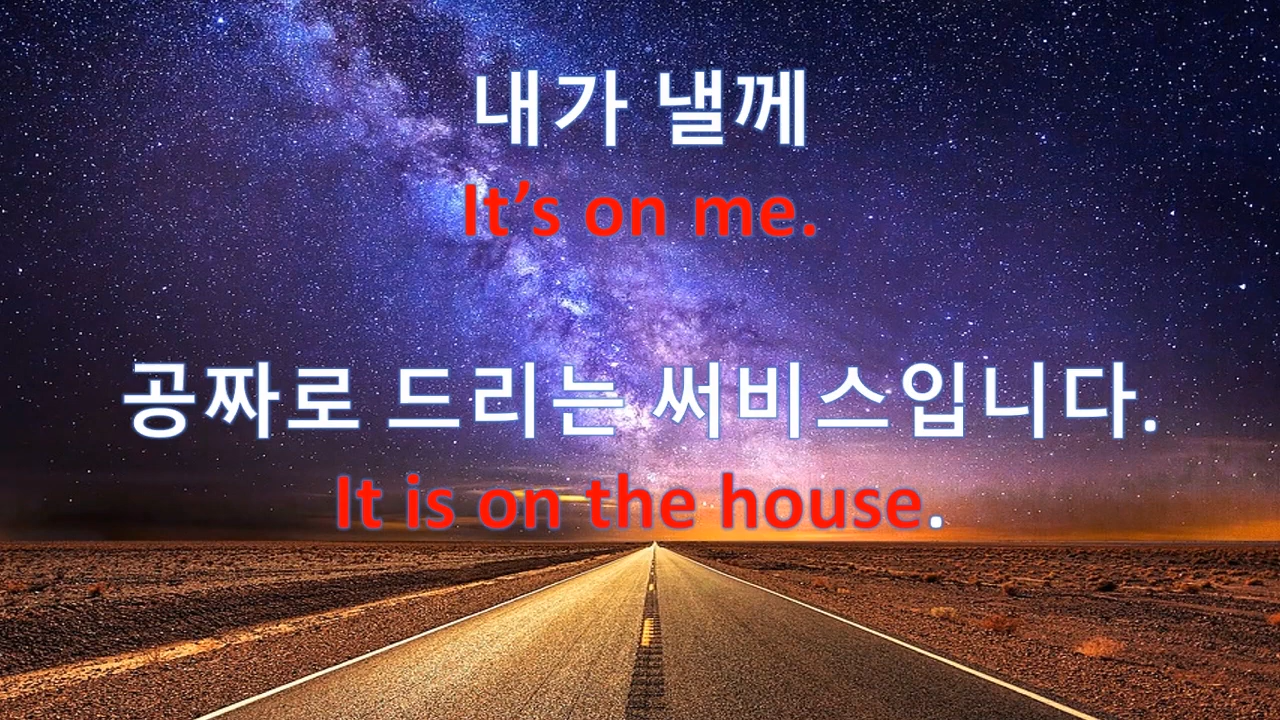 내가 낼께
It’s on me.
공짜로 드리는 써비스입니다.
It is on the house.